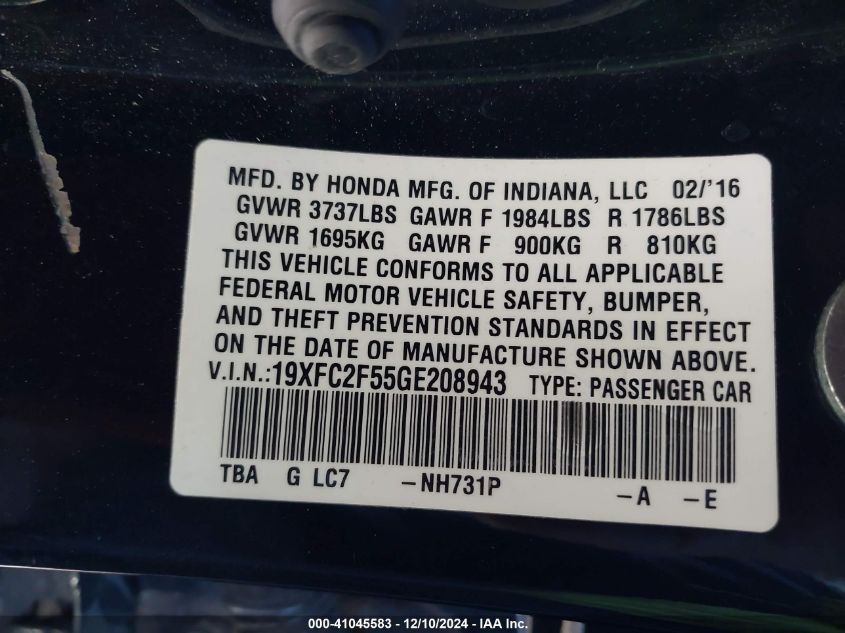 MFD. BY HONDA MFG. OF INDIANA, LLC 02/'16
GVWR 3737LBS GAWR F 1984LBS R 1786LBS
GVWR 1695KG GAWR F 900KG R 810KG
THIS VEHICLE CONFORMS TO ALL APPLICABLE
FEDERAL MOTOR VEHICLE SAFETY, BUMPER,
AND THEFT PREVENTION STANDARDS IN EFFECT
ON THE DATE OF MANUFACTURE SHOWN ABOVE.
V.I.N.:19XFC2F55GE208943 TYPE: PASSENGER CAR
TBA G LC7 -NH731P -A -E
000-41045583 - 12/10/2024 - IAA Inc.